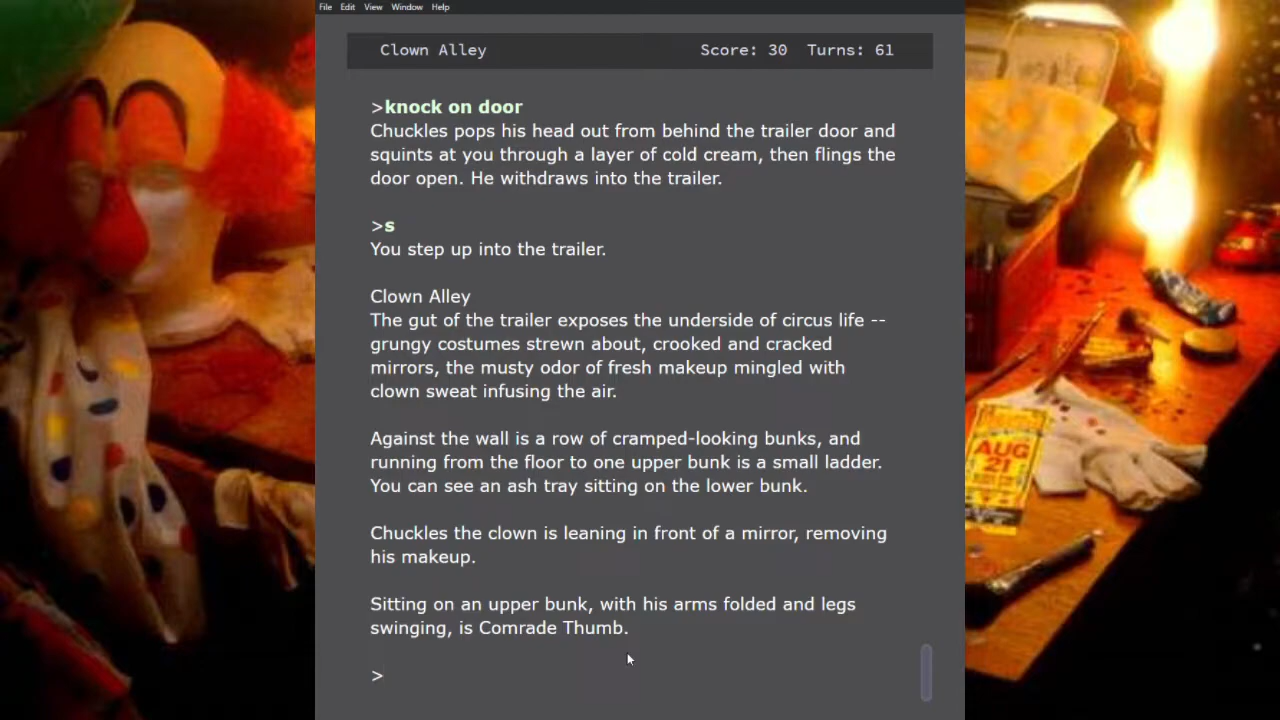 File Edit View Window Help
Clown Alley Score: 30 Turns: 61
>knock on door
Chuckles pops his head out from behind the trailer door and
squints at you through a layer of cold cream, then flings the
door open. He withdraws into the trailer.
>s
You step up into the trailer.
Clown Alley
The gut of the trailer exposes the underside of circus life --
grungy costumes strewn about, crooked and cracked
mirrors, the musty odor of fresh makeup mingled with
clown sweat infusing the air.
Against the wall is a row of cramped-looking bunks, and
running from the floor to one upper bunk is a small ladder.
You can see an ash tray sitting on the lower bunk.
Chuckles the clown is leaning in front of a mirror, removing
his makeup.
Sitting on an upper bunk, with his arms folded and legs
swinging, is Comrade Thumb.
>
AUG
21